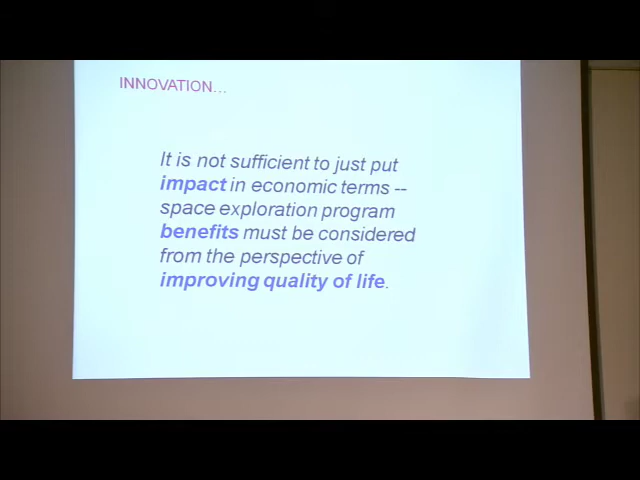 INNOVATION...
It is not sufficient to just put
impact in economic terms --
space exploration program
benefits must be considered
from the perspective of
improving quality of life.